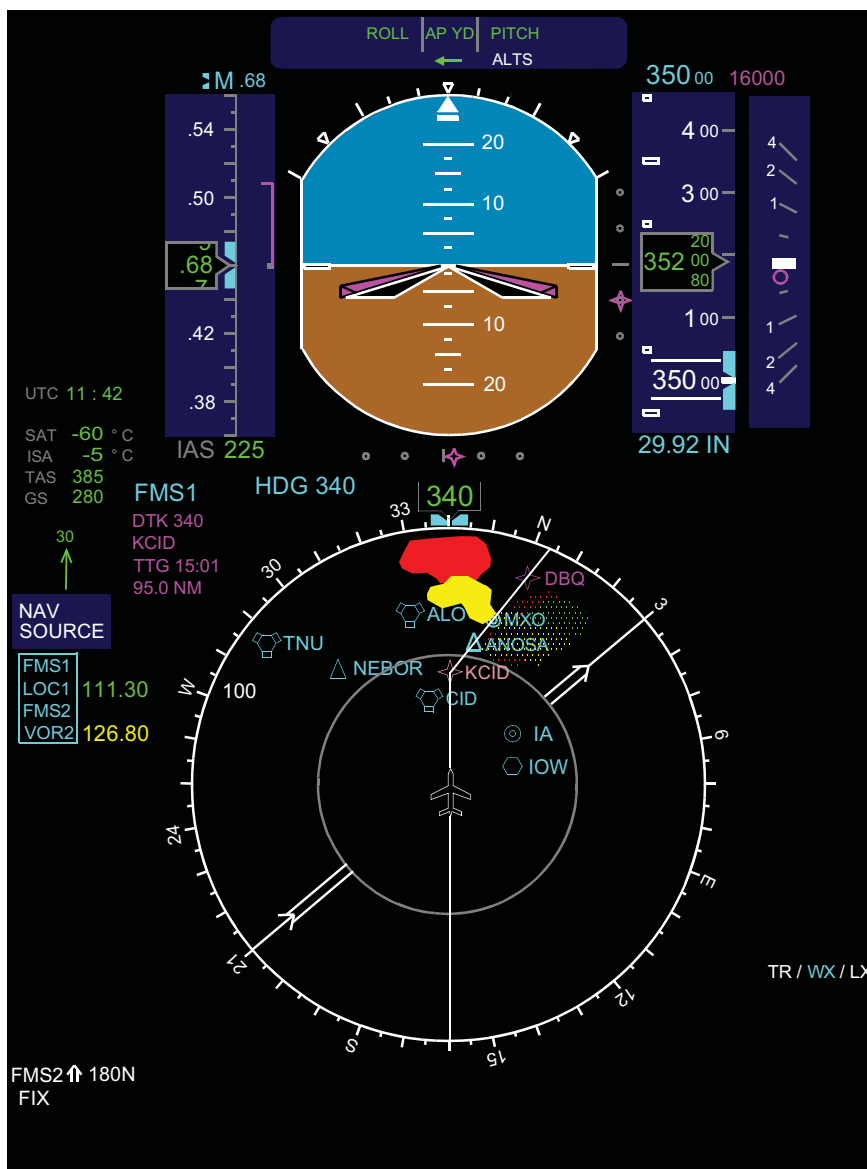 ROLL AP YD PITCH
ALTS
M .68
350 00 16000
.54
.50
.68
.42
.38
IAS 225
20
10
10
20
4 00
3 00
352 20 00 80
1 00
350 00
29.92 IN
4
2
1
1
2
4
UTC 11 : 42
SAT -60 ° C
ISA -5 ° C
TAS 385
GS 280
30
FMS1
HDG 340
340
DTK 340
KCID
TTG 15:01
95.0 NM
NAV
SOURCE
FMS1
LOC1 111.30
FMS2
VOR2 126.80
33
N
30
3
W
100
6
24
E
21
12
S
15
DBQ
ALO
MXO
TNU
ANOSA
NEBOR
KCID
CID
IA
IOW
TR / WX / LX
FMS2 180N
FIX